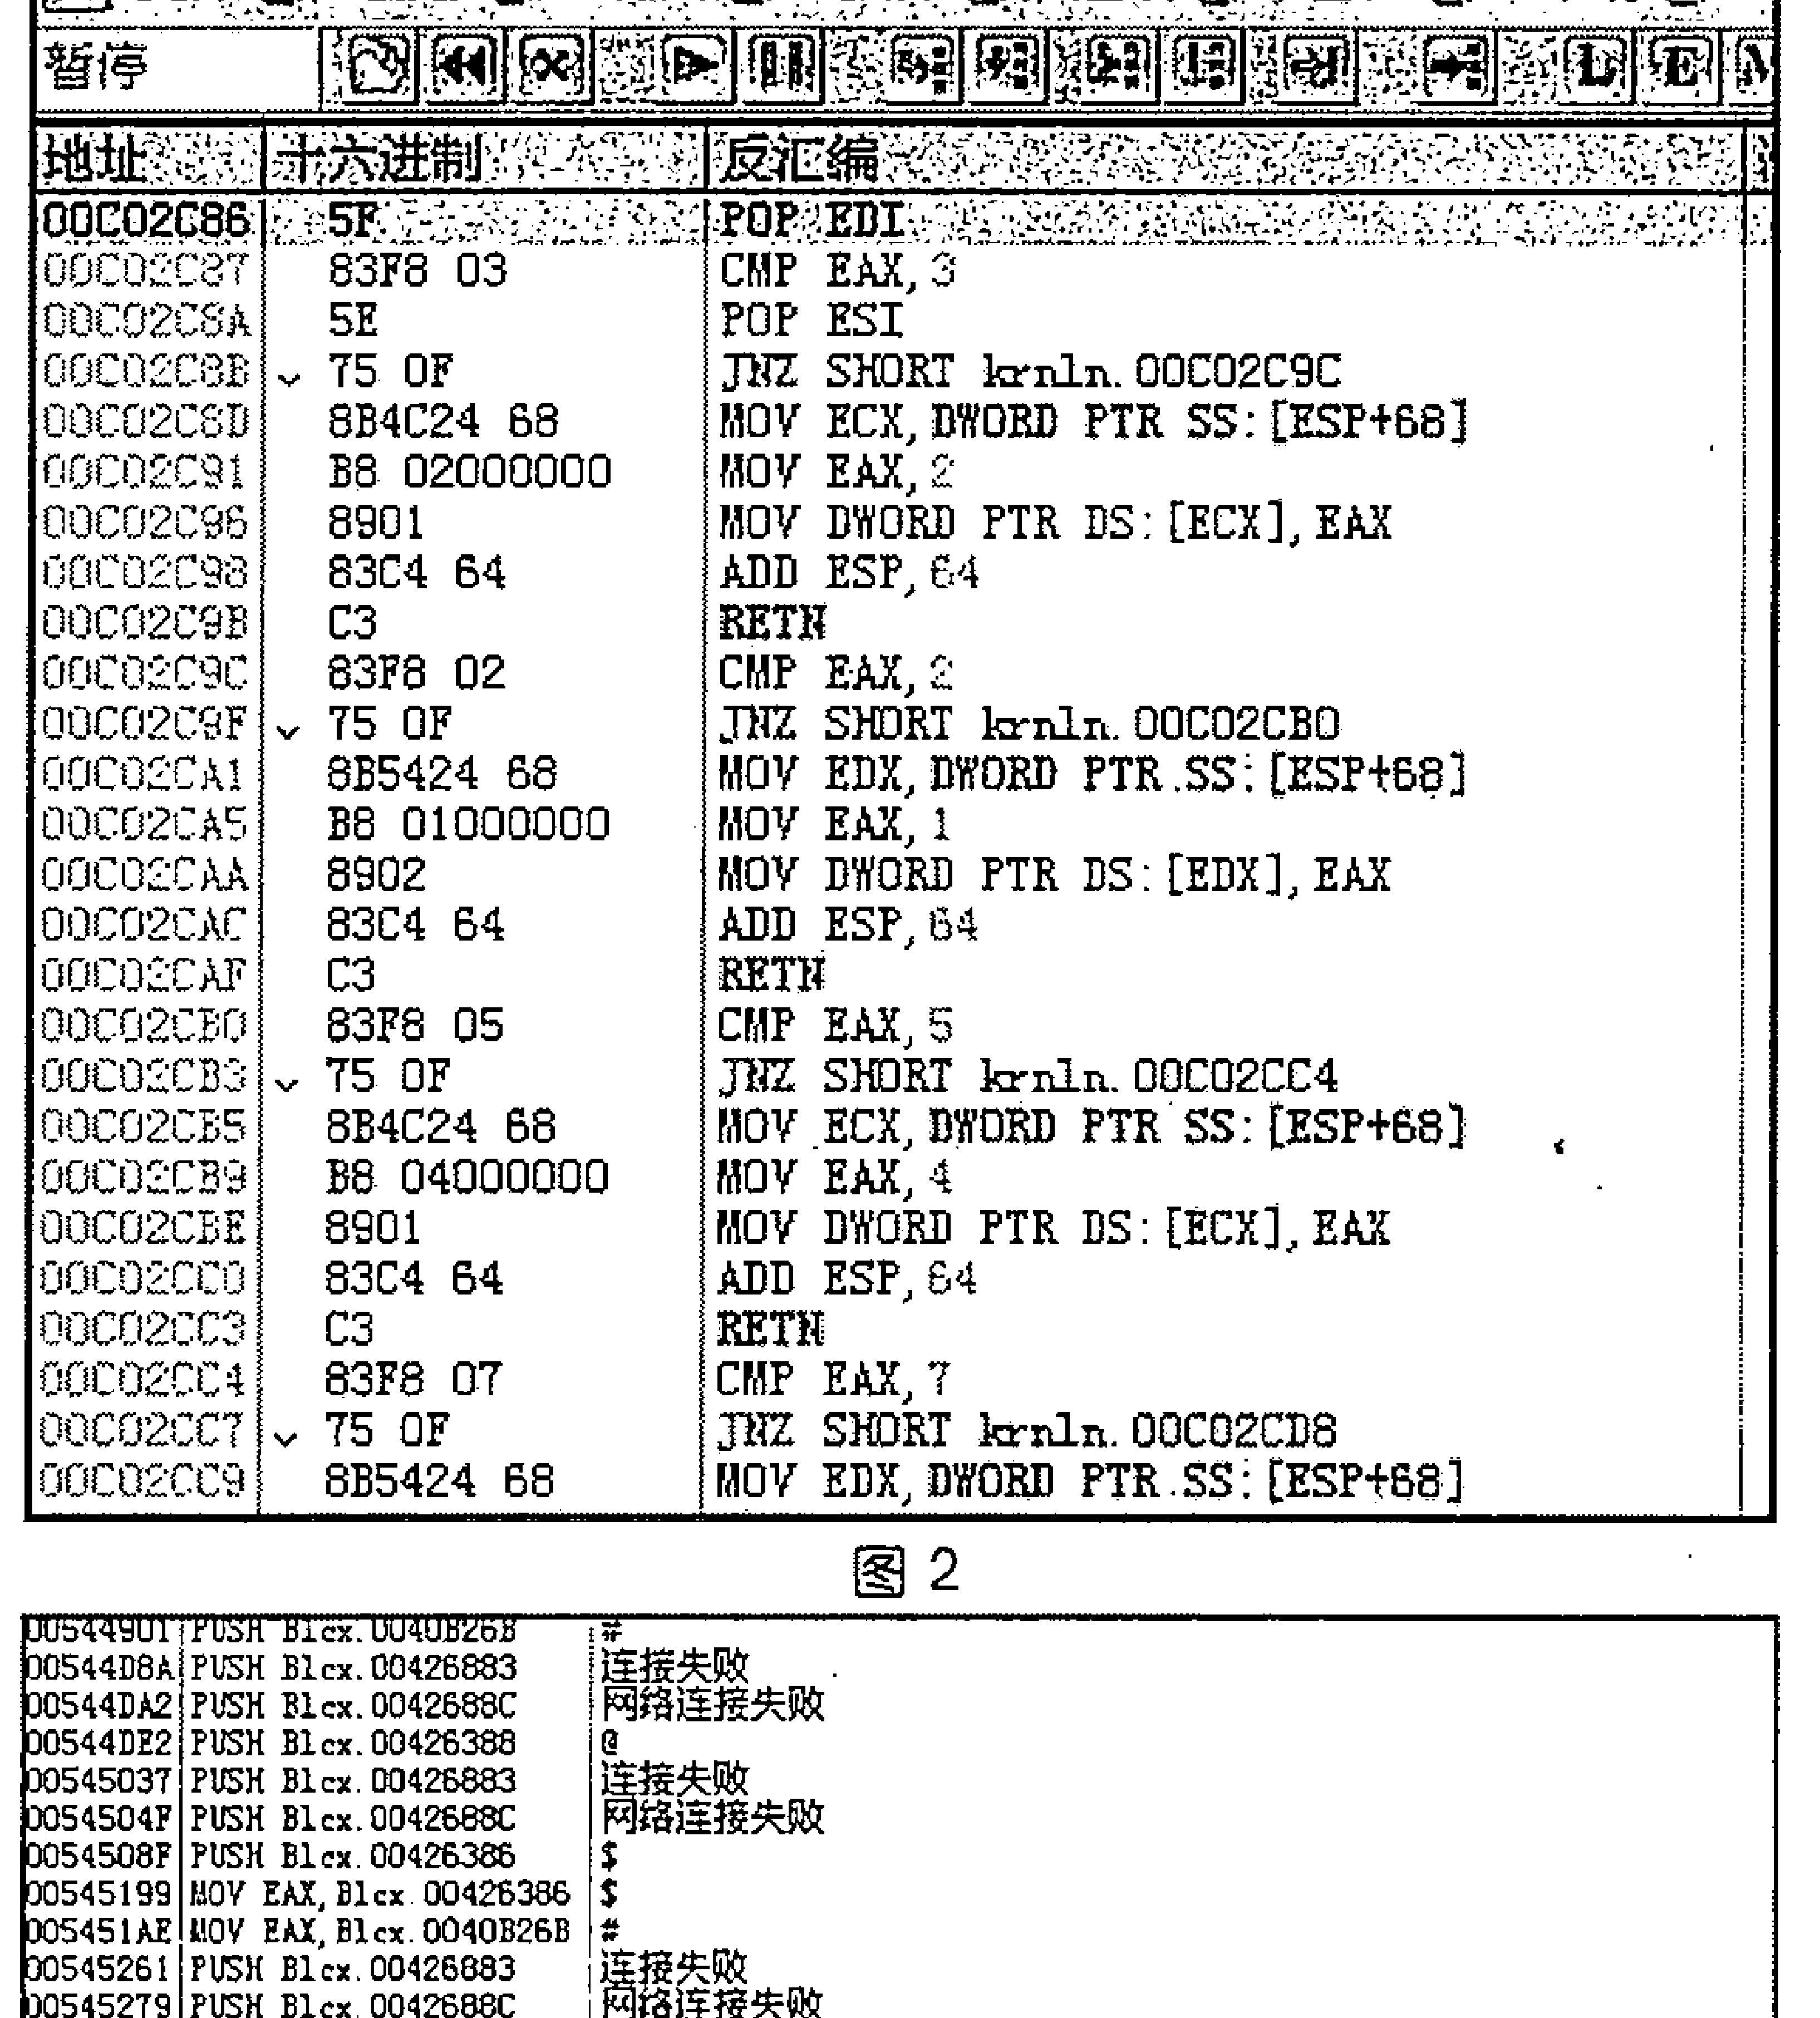 暂停 L E
地址 十六进制 反汇编
00C02C86 5F POP EDI
00C02C87 83F8 03 CMP EAX,3
00C02C8A 5E POP ESI
00C02C8B 75 0F JNZ SHORT krnln.00C02C9C
00C02C8D 8B4C24 68 MOV ECX,DWORD PTR SS:[ESP+68]
00C02C91 B8 02000000 MOV EAX,2
00C02C96 8901 MOV DWORD PTR DS:[ECX],EAX
00C02C98 83C4 64 ADD ESP,64
00C02C9B C3 RETN
00C02C9C 83F8 02 CMP EAX,2
00C02C9F 75 0F JNZ SHORT krnln.00C02CB0
00C02CA1 8B5424 68 MOV EDX,DWORD PTR SS:[ESP+68]
00C02CA5 B8 01000000 MOV EAX,1
00C02CAA 8902 MOV DWORD PTR DS:[EDX],EAX
00C02CAC 83C4 64 ADD ESP,64
00C02CAF C3 RETN
00C02CB0 83F8 05 CMP EAX,5
00C02CB3 75 0F JNZ SHORT krnln.00C02CC4
00C02CB5 8B4C24 68 MOV ECX,DWORD PTR SS:[ESP+68]
00C02CB9 B8 04000000 MOV EAX,4
00C02CBE 8901 MOV DWORD PTR DS:[ECX],EAX
00C02CC0 83C4 64 ADD ESP,64
00C02CC3 C3 RETN
00C02CC4 83F8 07 CMP EAX,7
00C02CC7 75 0F JNZ SHORT krnln.00C02CD8
00C02CC9 8B5424 68 MOV EDX,DWORD PTR SS:[ESP+68]
图 2
00544901 PUSH Blcx.0040B26B #
00544D8A PUSH Blcx.00426883 连接失败
00544DA2 PUSH Blcx.0042688C 网络连接失败
00544DE2 PUSH Blcx.00426388 @
00545037 PUSH Blcx.00426883 连接失败
0054504F PUSH Blcx.0042688C 网络连接失败
0054508F PUSH Blcx.00426386 $
00545199 MOV EAX,Blcx.00426386 $
005451AE MOV EAX,Blcx.0040B26B #
00545261 PUSH Blcx.00426883 连接失败
00545279 PUSH Blcx.0042688C 网络连接失败